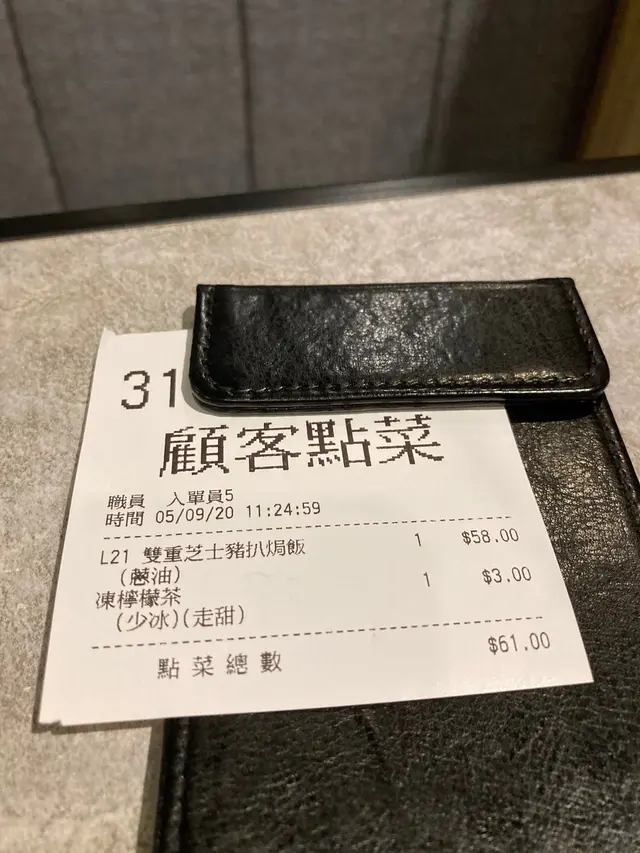 31
顧客點菜
職員 入單員5
時間 05/09/20 11:24:59
L21 雙重芝士豬扒焗飯 1 $58.00
(蔥油)
凍檸檬茶 1 $3.00
(少冰)(走甜)
點菜總數 $61.00